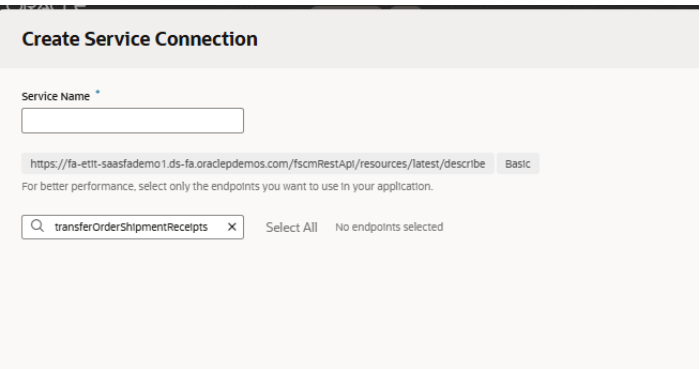 ORACLE
Create Service Connection
Service Name *
https://fa-etit-saasfademo1.ds-fa.oraclepdemos.com/fscmRestApi/resources/latest/describe Basic
For better performance, select only the endpoints you want to use in your application.
transferOrderShipmentReceipts Select All No endpoints selected